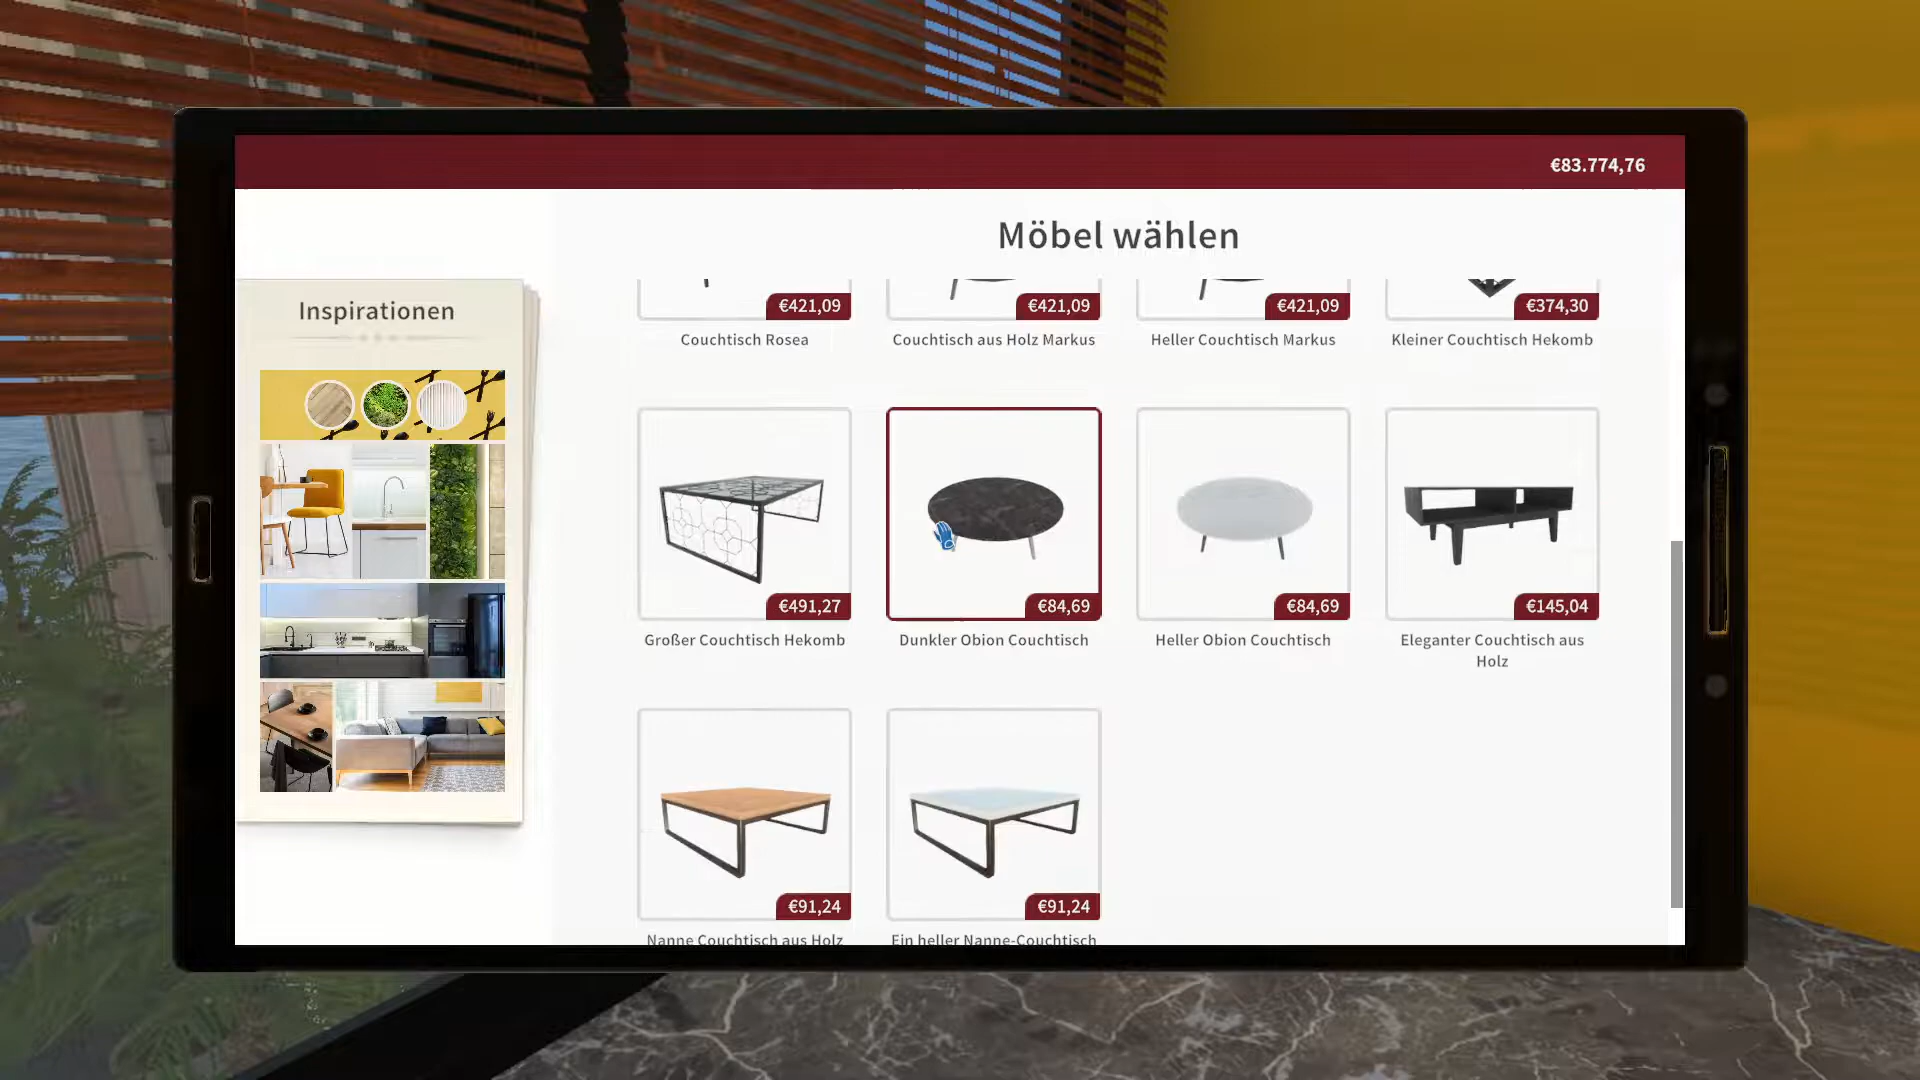 €83.774,76
Möbel wählen
Inspirationen
€421,09
€421,09
€421,09
€374,30
Couchtisch Rosea
Couchtisch aus Holz Markus
Heller Couchtisch Markus
Kleiner Couchtisch Hekomb
€491,27
€84,69
€84,69
€145,04
Großer Couchtisch Hekomb
Dunkler Obion Couchtisch
Heller Obion Couchtisch
Eleganter Couchtisch aus
Holz
€91,24
€91,24
Nanne Couchtisch aus Holz
Ein heller Nanne-Couchtisch